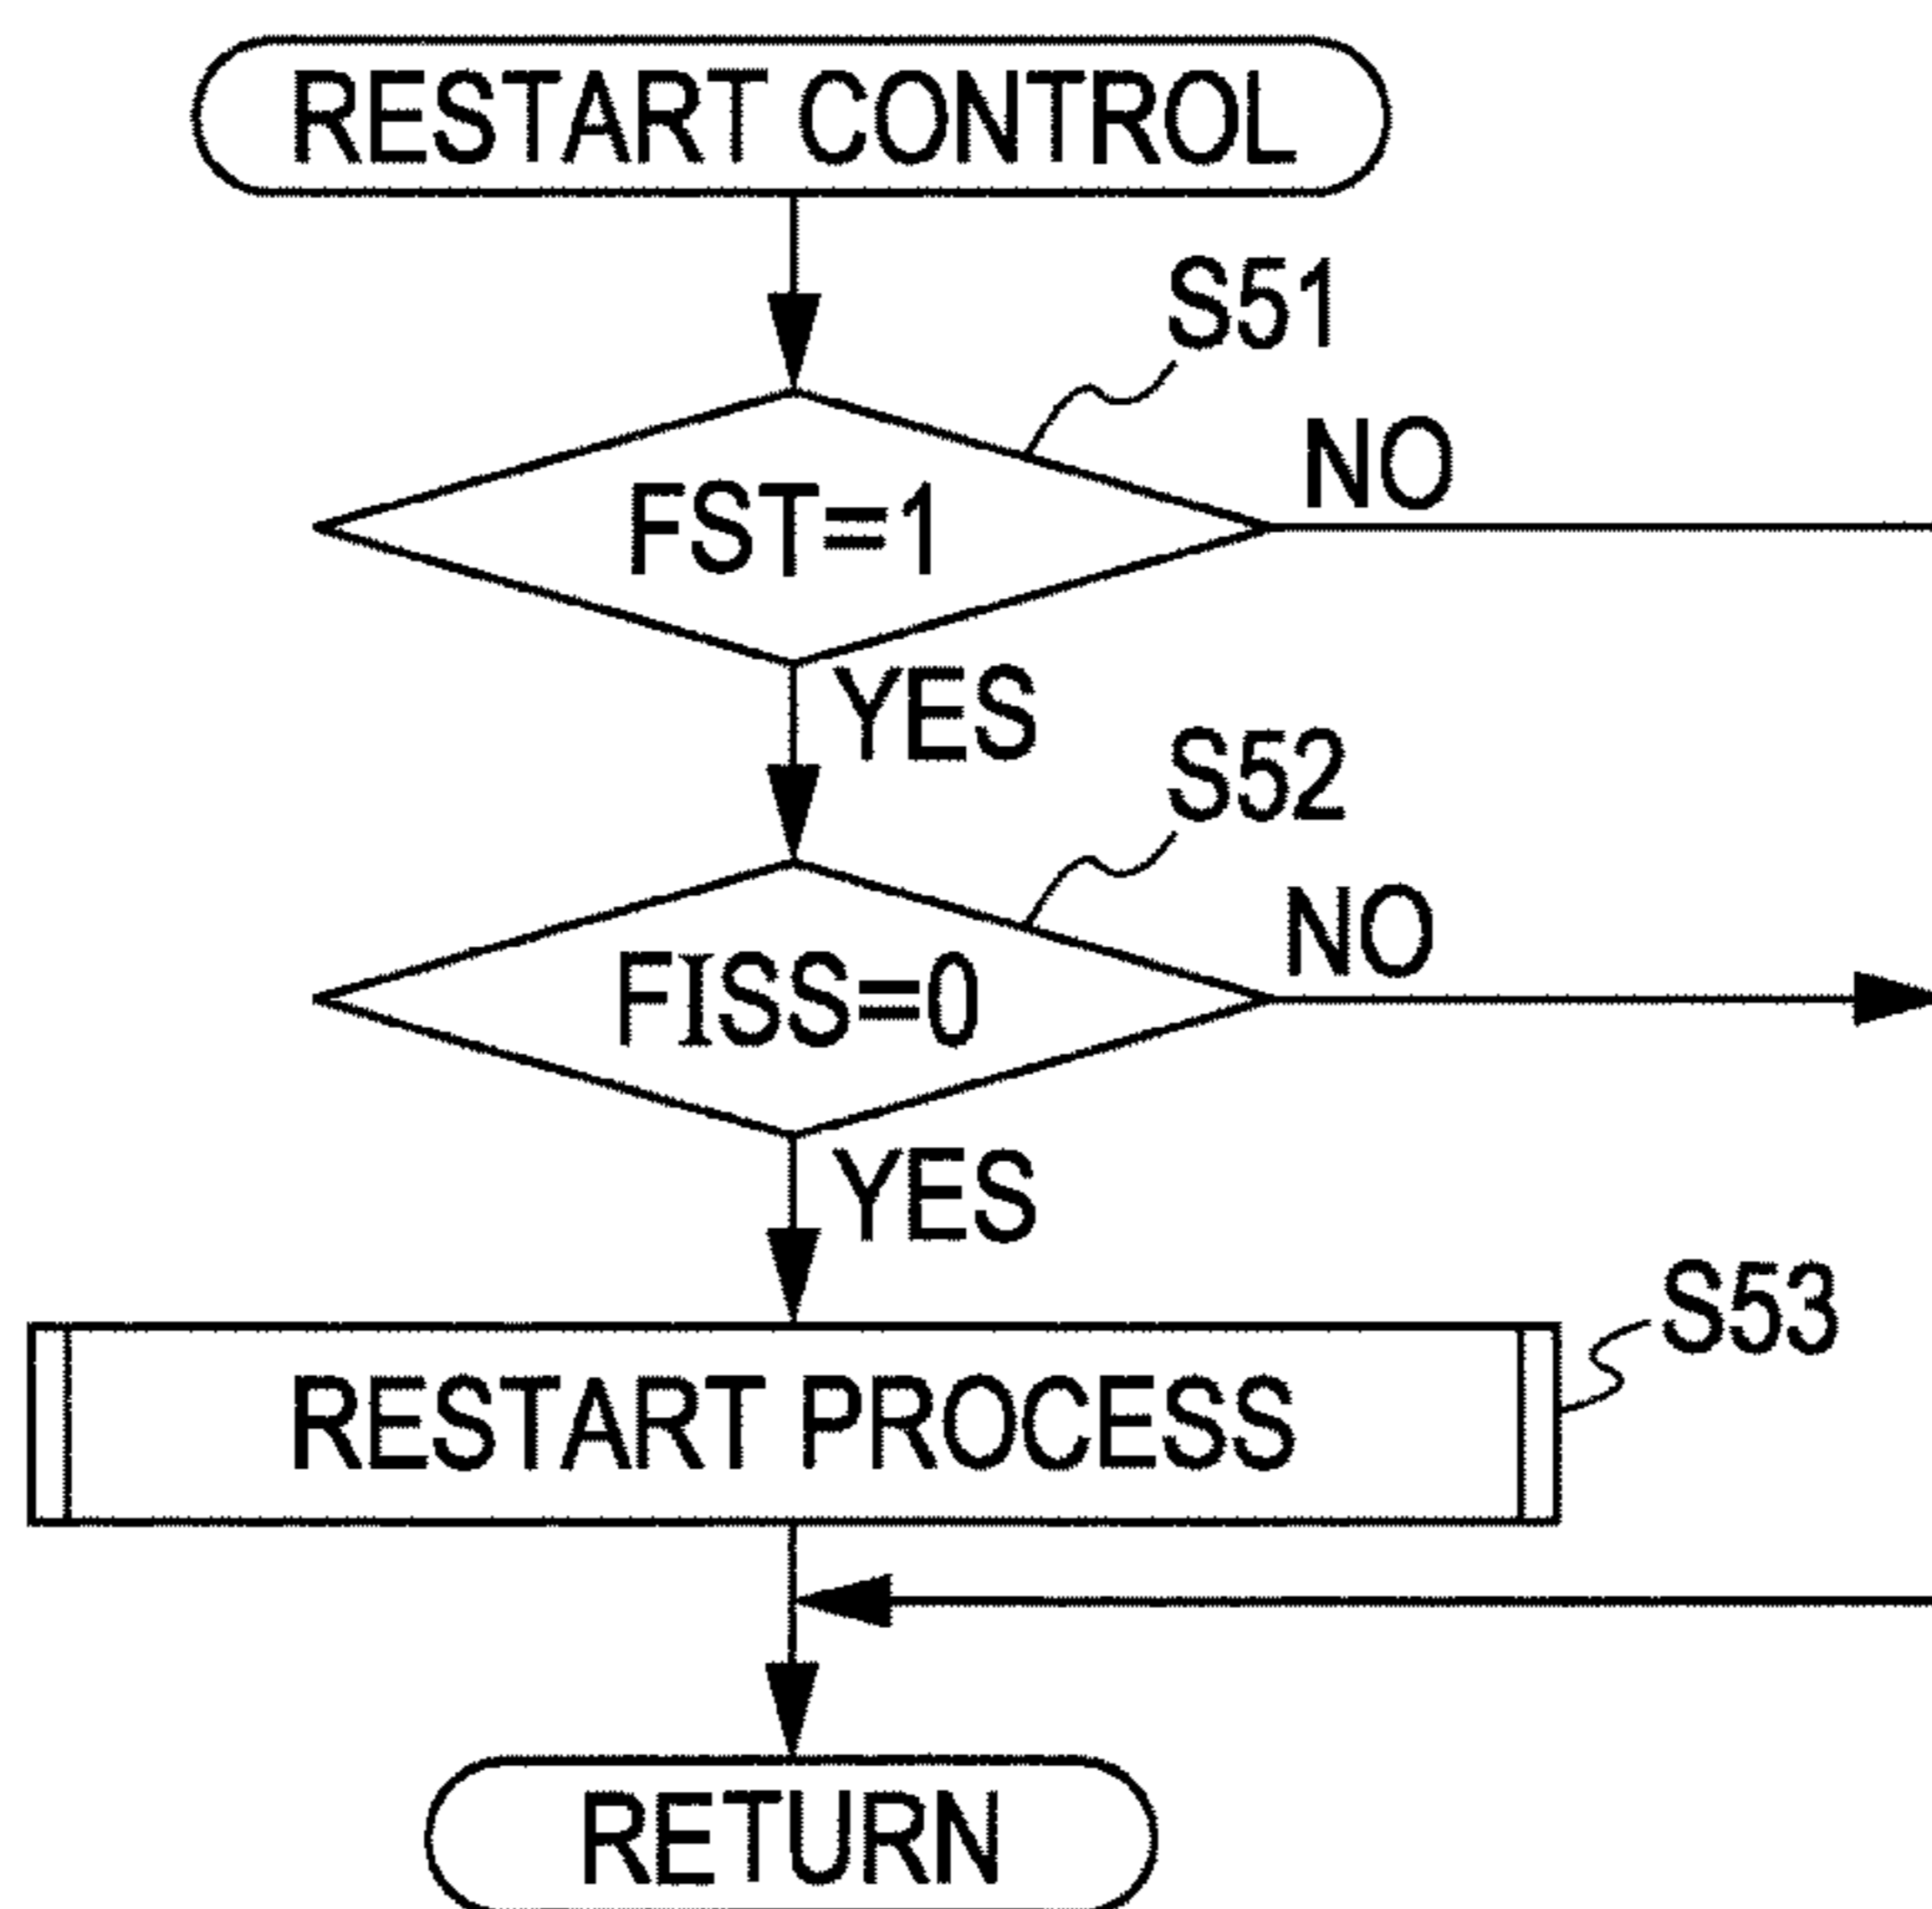 RESTART CONTROL
S51
FST=1
NO
YES
S52
FISS=0
NO
YES
S53
RESTART PROCESS
RETURN